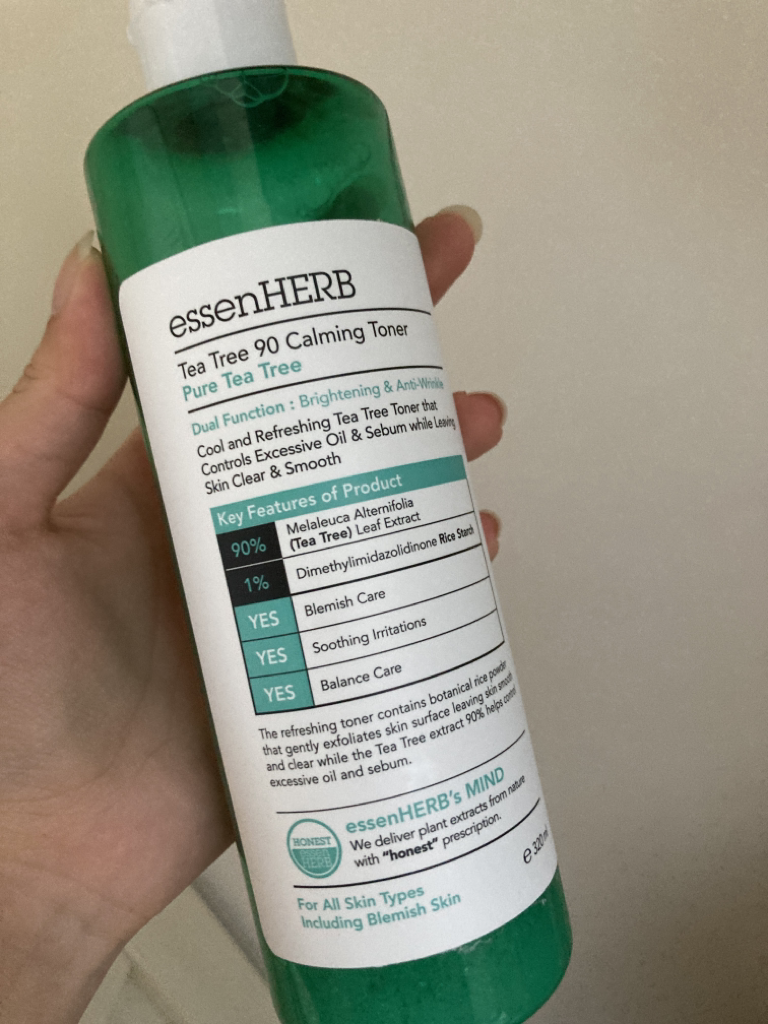 essenHERB
Tea Tree 90 Calming Toner
Pure Tea Tree
Dual Function : Brightening & Anti-Wrinkle
Cool and Refreshing Tea Tree Toner that
Controls Excessive Oil & Sebum while Leaving
Skin Clear & Smooth
Key Features of Product
90% Melaleuca Alternifolia
(Tea Tree) Leaf Extract
1% Dimethylimidazolidinone Rice Starch
YES Blemish Care
YES Soothing Irritations
YES Balance Care
The refreshing toner contains botanical rice powder
that gently exfoliates skin surface leaving skin smooth
and clear while the Tea Tree extract 90% helps control
excessive oil and sebum.
HONEST
ESSEN
HERB
essenHERB's MIND
We deliver plant extracts from nature
with "honest" prescription.
e 320 ml
For All Skin Types
Including Blemish Skin